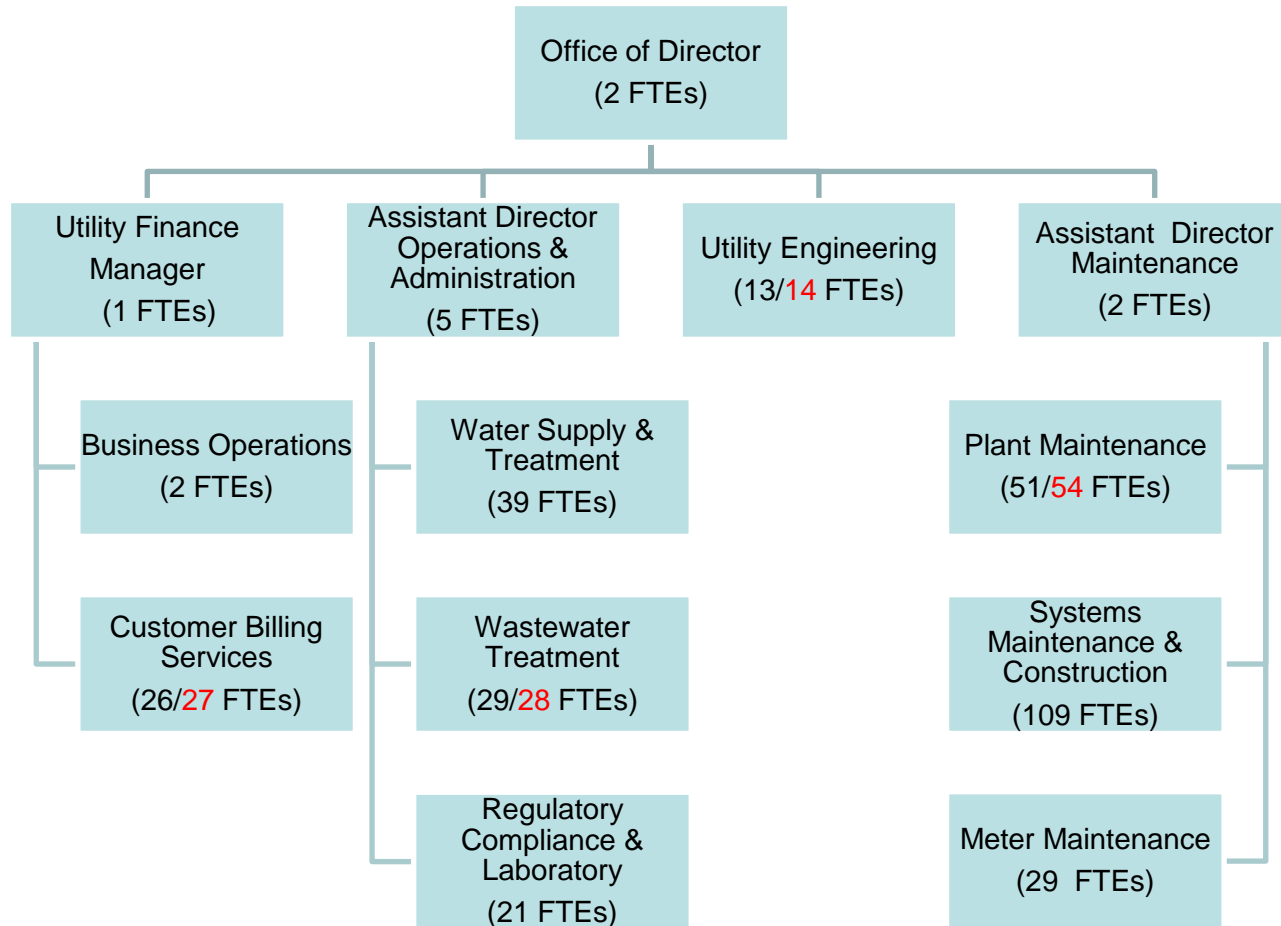 Office of Director
(2 FTEs)
Utility Finance
Manager
(1 FTEs)
Assistant Director
Operations &
Administration
(5 FTEs)
Utility Engineering
(13/14 FTEs)
Assistant Director
Maintenance
(2 FTEs)
Business Operations
(2 FTEs)
Water Supply &
Treatment
(39 FTEs)
Plant Maintenance
(51/54 FTEs)
Customer Billing
Services
(26/27 FTEs)
Wastewater
Treatment
(29/28 FTEs)
Systems
Maintenance &
Construction
(109 FTEs)
Regulatory
Compliance &
Laboratory
(21 FTEs)
Meter Maintenance
(29 FTEs)